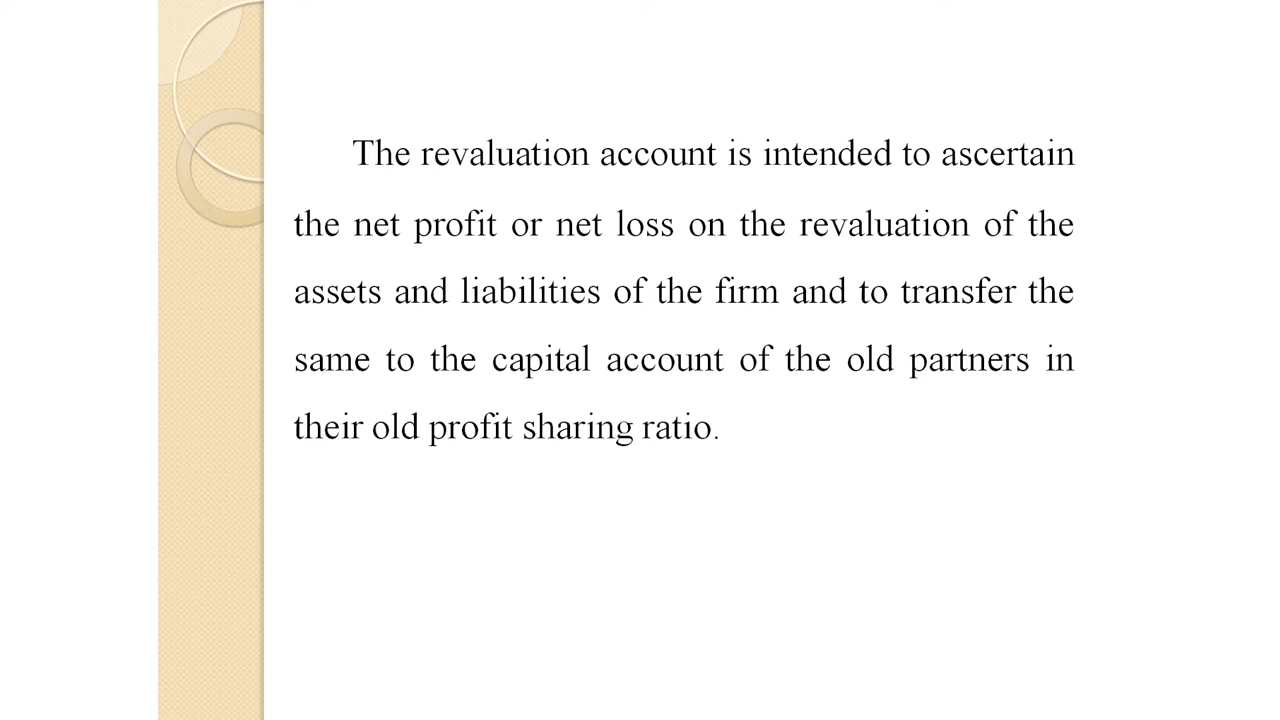 The revaluation account is intended to ascertain
the net profit or net loss on the revaluation of the
assets and liabilities of the firm and to transfer the
same to the capital account of the old partners in
their old profit sharing ratio.